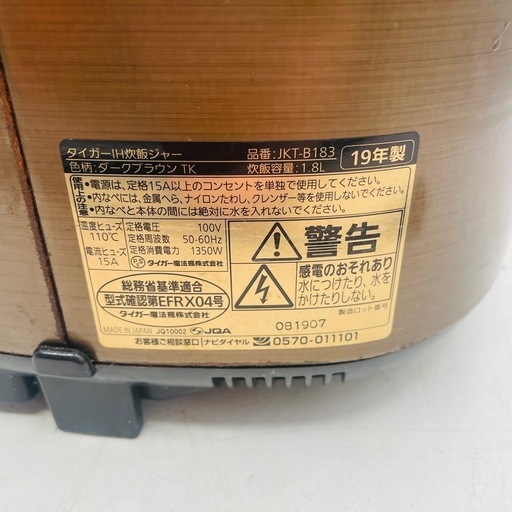 タイガーIH炊飯ジャー 品番:JKT-B183 19年製
色柄:ダークブラウン TK 炊飯容量:1.8L
使用上の注意
●電源は、定格15A以上のコンセントを単独で使用してください。
●内なべには、金属へら、ナイロンたわし、クレンザー等を使用しないでください。
●内なべと本体の間には絶対に水を入れないでください。
温度ヒューズ 110℃
電流ヒューズ 15A
定格電圧 100V
定格周波数 50-60Hz
定格消費電力 1350W
PSE タイガー魔法瓶株式会社
総務省基準適合
型式確認第EFRX04号
タイガー魔法瓶株式会社
警告
感電のおそれあり
水につけたり、水を
かけたりしない。
081907 製造ロット番号
MADE IN JAPAN JQ10002 JQA
お客様ご相談窓口 ナビダイヤル 0570-011101